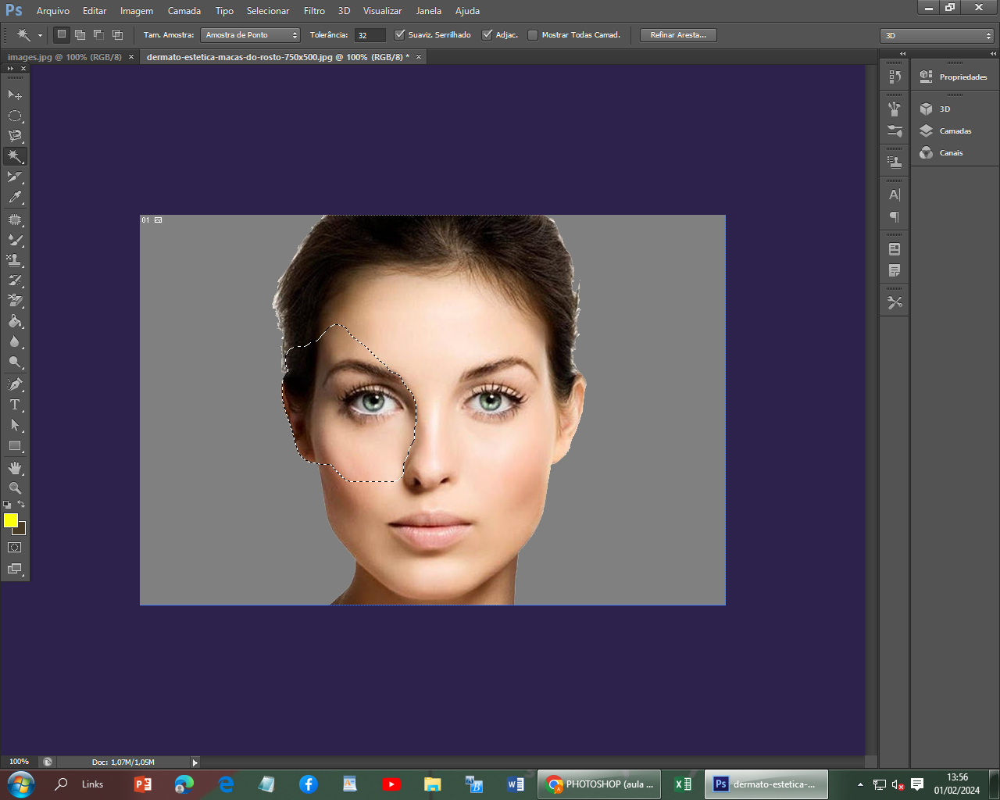 Ps Arquivo Editar Imagem Camada Tipo Selecionar Filtro 3D Visualizar Janela Ajuda
Tam. Amostra: Amostra de Ponto Tolerância: 32 Suaviz. Serrilhado Adjac. Mostrar Todas Camad. Refinar Aresta... 3D
images.jpg @ 100% (RGB/8) × dermato-estetica-macas-do-rosto-750x500.jpg @ 100% (RGB/8) * ×
Propriedades
3D
Camadas
Canais
01
100% Doc: 1,07M/1,05M
Links PHOTOSHOP (aula ... Ps dermato-estetica-... 13:56
01/02/2024